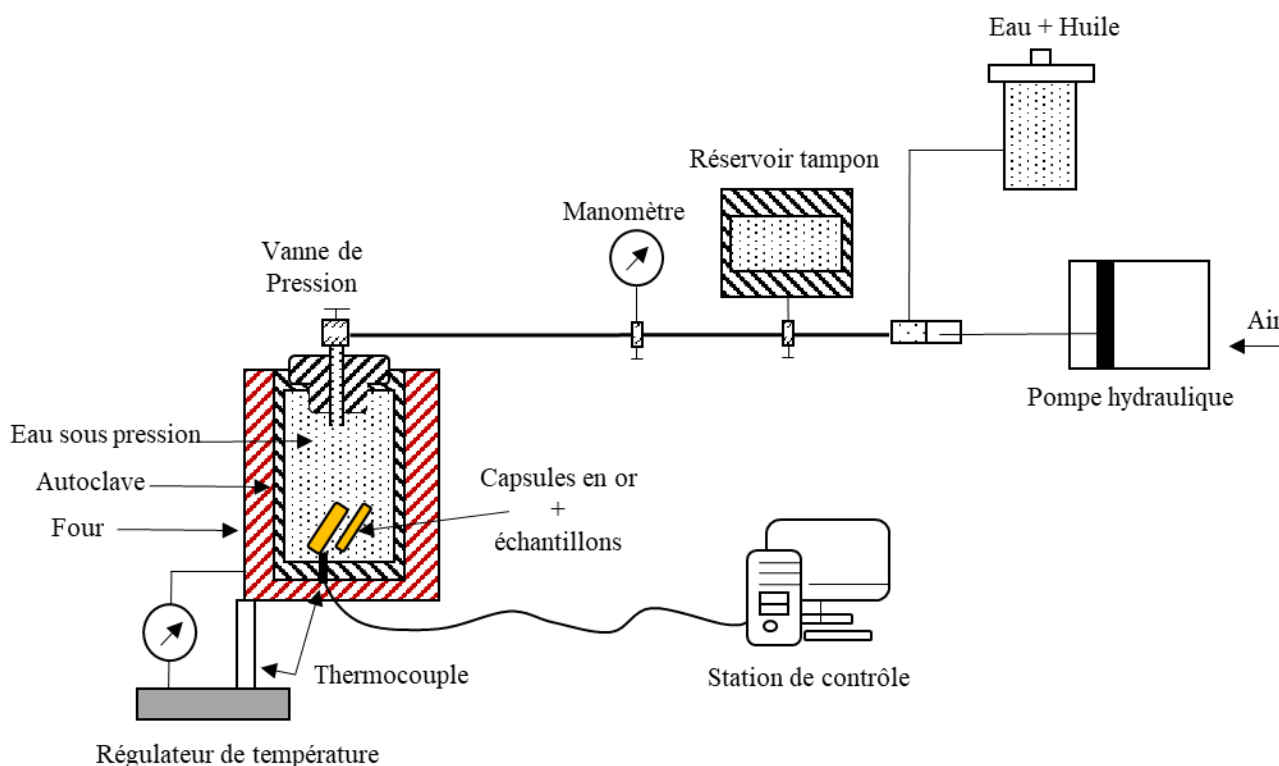 Eau + Huile
Réservoir tampon
Manomètre
Vanne de
Pression
Air
Pompe hydraulique
Eau sous pression
Autoclave
Capsules en or
+
échantillons
Four
Thermocouple
Station de contrôle
Régulateur de température